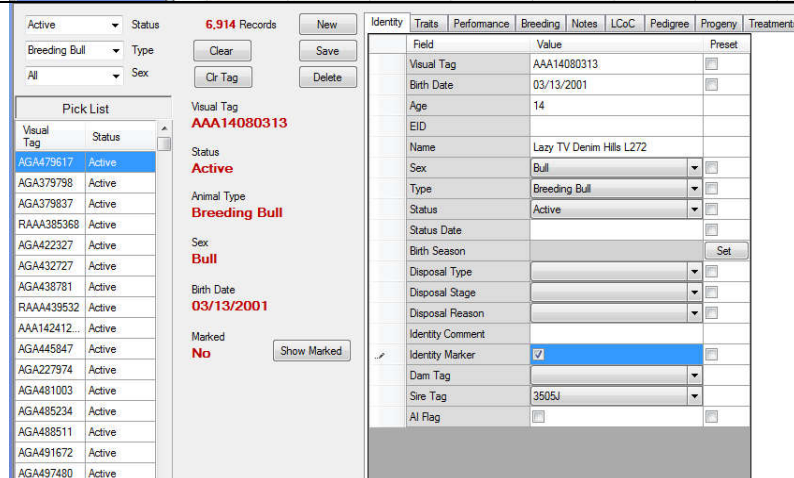 Active Status
Breeding Bull Type
All Sex
Pick List
Visual Tag Status
AGA479617 Active
AGA379798 Active
AGA379837 Active
RAAA385368 Active
AGA422327 Active
AGA432727 Active
AGA438781 Active
RAAA439532 Active
AAA142412... Active
AGA445847 Active
AGA227974 Active
AGA481003 Active
AGA485234 Active
AGA488511 Active
AGA491672 Active
AGA497480 Active
6,914 Records New
Clear Save
Clr Tag Delete
Visual Tag
AAA14080313
Status
Active
Animal Type
Breeding Bull
Sex
Bull
Birth Date
03/13/2001
Marked
No Show Marked
Identity Traits Performance Breeding Notes LCoC Pedigree Progeny Treatments
Field Value Preset
Visual Tag AAA14080313
Birth Date 03/13/2001
Age 14
EID
Name Lazy TV Denim Hills L272
Sex Bull
Type Breeding Bull
Status Active
Status Date
Birth Season Set
Disposal Type
Disposal Stage
Disposal Reason
Identity Comment
Identity Marker
Dam Tag
Sire Tag 3505J
AI Flag